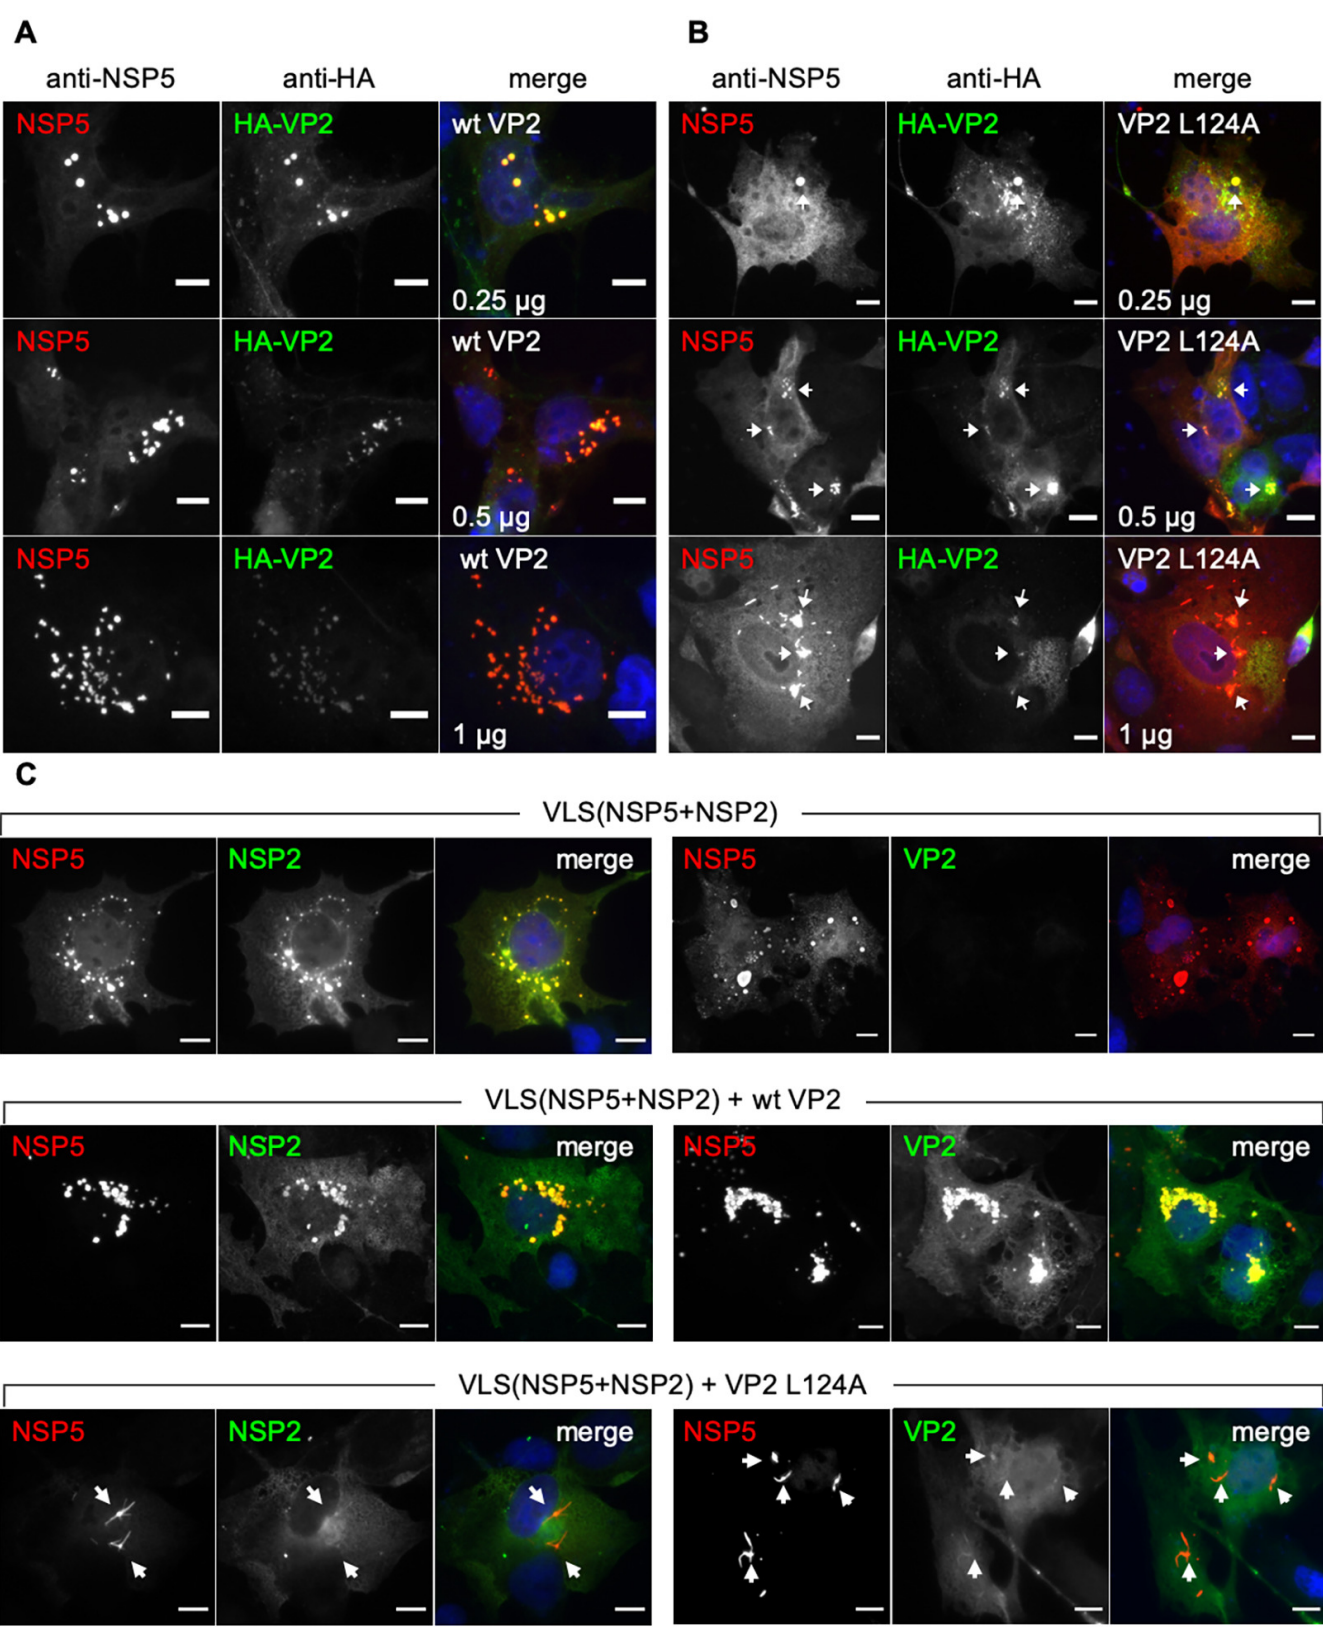 A
B
anti-NSP5 anti-HA merge
anti-NSP5 anti-HA merge
NSP5 HA-VP2 wt VP2
0.25 µg
NSP5 HA-VP2 VP2 L124A
0.25 µg
NSP5 HA-VP2 wt VP2
0.5 µg
NSP5 HA-VP2 VP2 L124A
0.5 µg
NSP5 HA-VP2 wt VP2
1 µg
NSP5 HA-VP2 VP2 L124A
1 µg
C
VLS(NSP5+NSP2)
NSP5 NSP2 merge
NSP5 VP2 merge
VLS(NSP5+NSP2) + wt VP2
NSP5 NSP2 merge
NSP5 VP2 merge
VLS(NSP5+NSP2) + VP2 L124A
NSP5 NSP2 merge
NSP5 VP2 merge